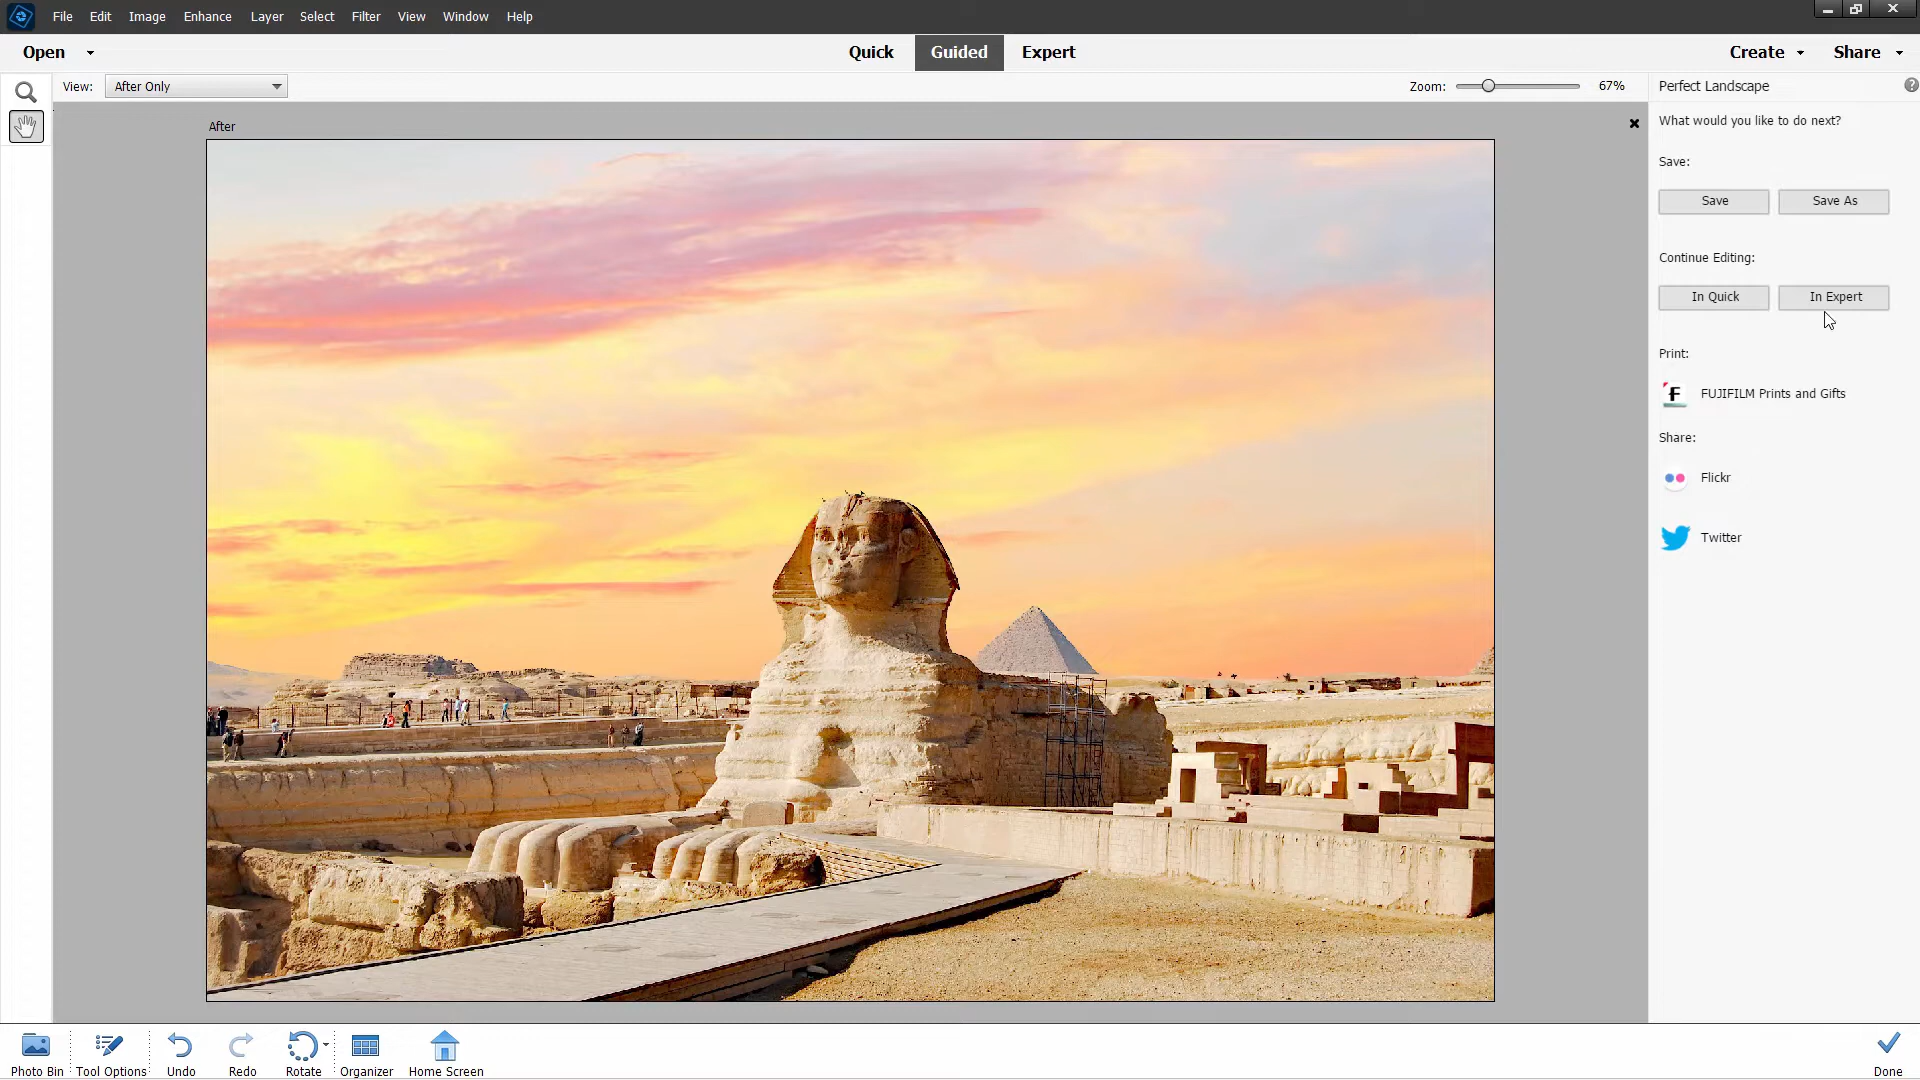 File Edit Image Enhance Layer Select Filter View Window Help
Open Quick Guided Expert Create Share
View: After Only Zoom: 67% Perfect Landscape ?
After
What would you like to do next?
Save:
Save Save As
Continue Editing:
In Quick In Expert
Print:
F FUJIFILM Prints and Gifts
Share:
Flickr
Twitter
Photo Bin Tool Options Undo Redo Rotate Organizer Home Screen Done